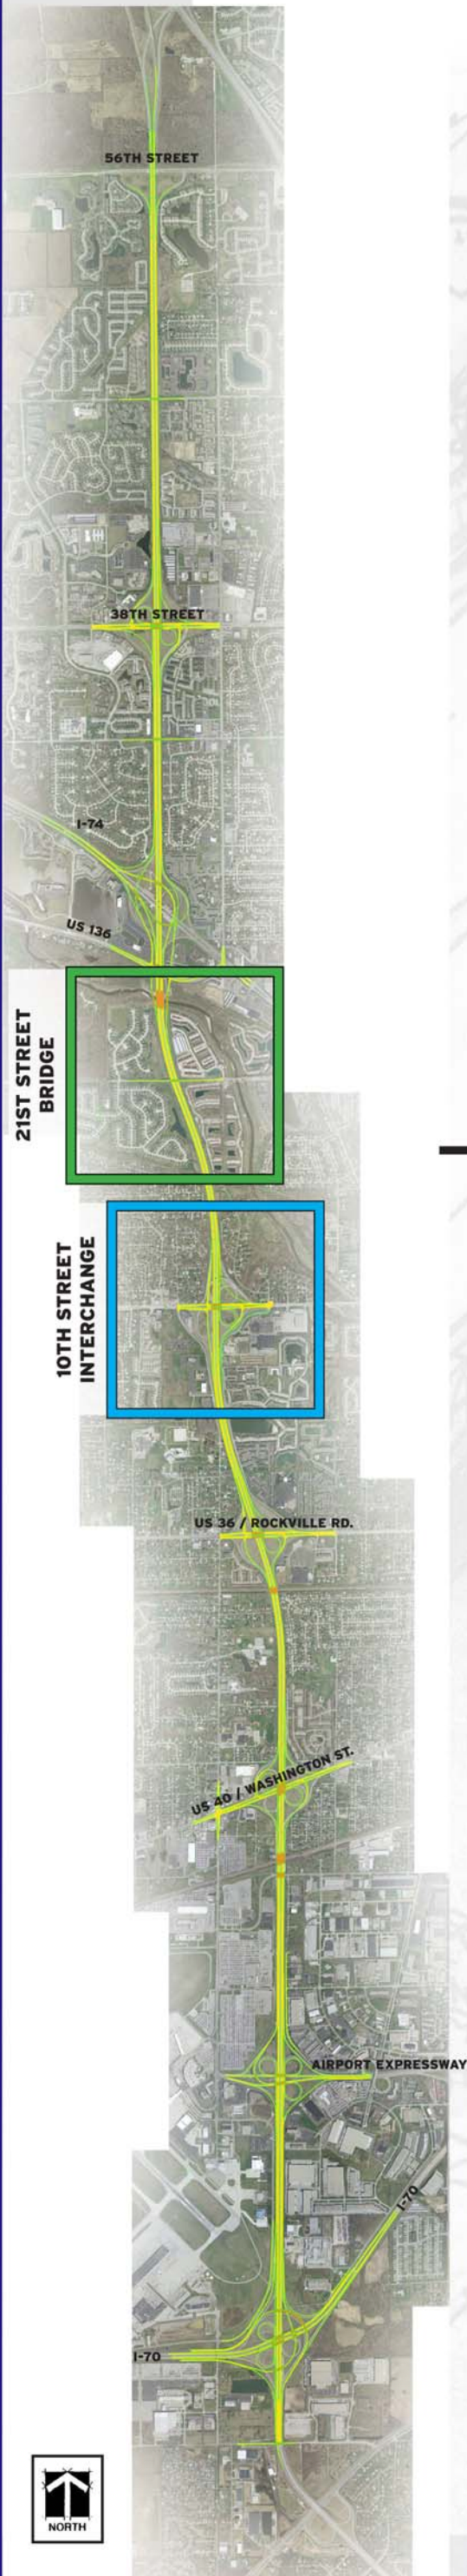 56TH STREET
38TH STREET
I-74
US 136
21ST STREET
BRIDGE
10TH STREET
INTERCHANGE
US 36 / ROCKVILLE RD.
US 40 / WASHINGTON ST.
AIRPORT EXPRESSWAY
I-70
I-70
NORTH